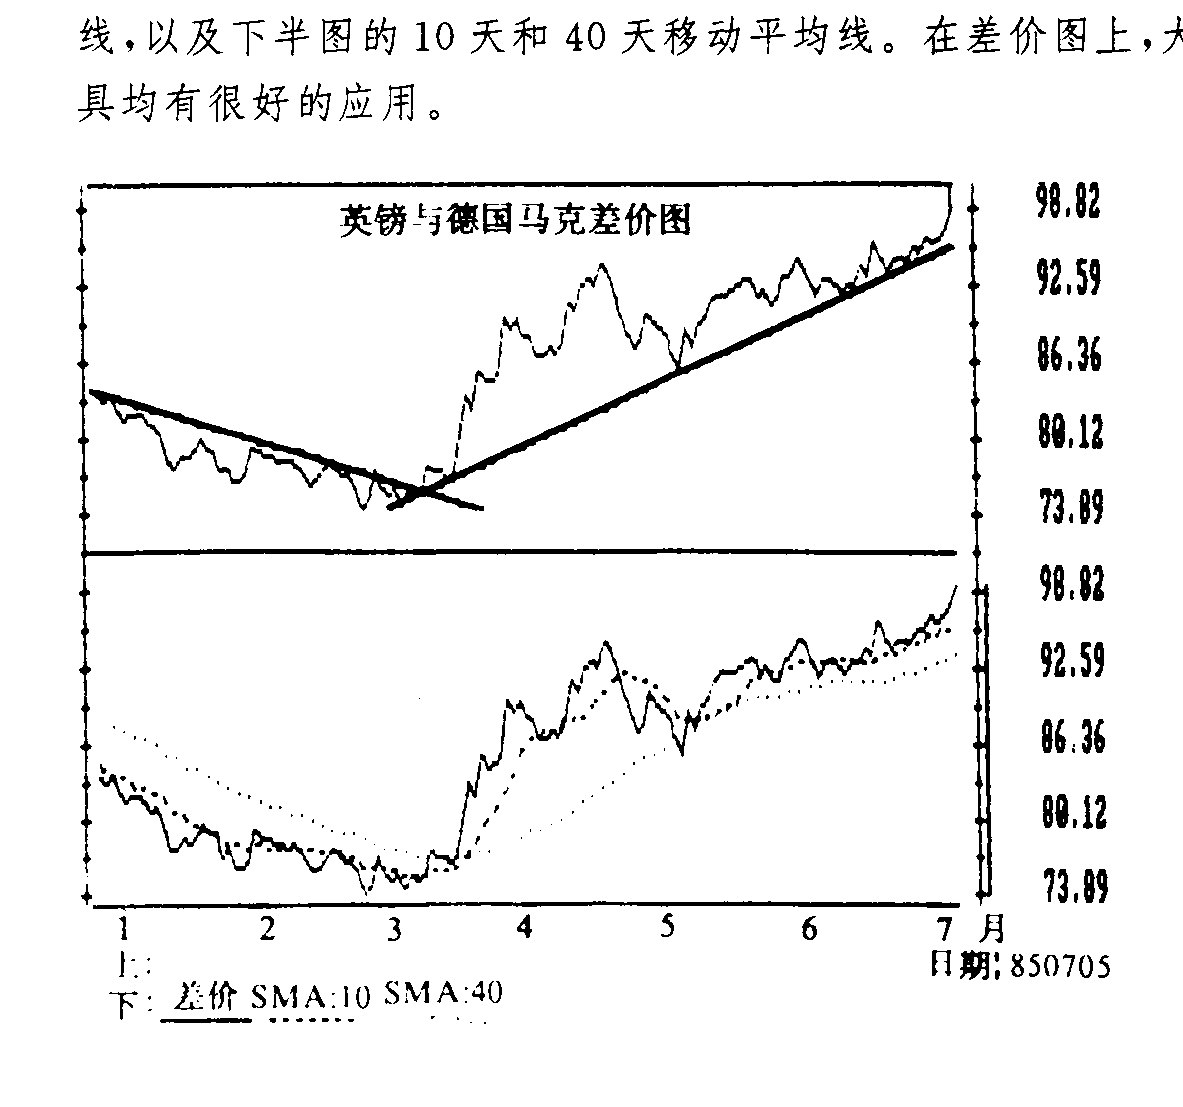 线，以及下半图的10天和40天移动平均线。在差价图上，
具均有很好的应用。
英镑与德国马克差价图
98.82
92.59
86.36
80.12
73.89
98.82
92.59
86.36
80.12
73.89
1 2 3 4 5 6 7 月
上：
日期：850705
下：差价 SMA:10 SMA:40